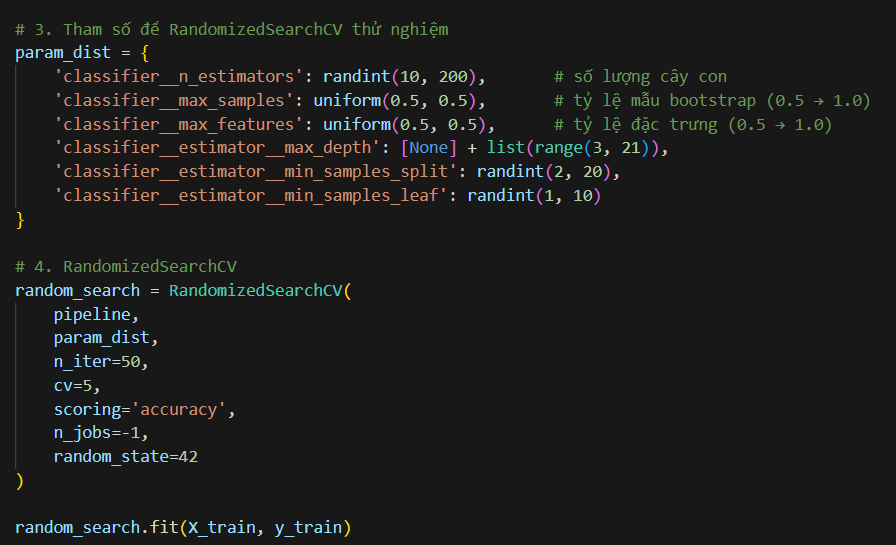 # 3. Tham số để RandomizedSearchCV thử nghiệm
param_dist = {
    'classifier__n_estimators': randint(10, 200),       # số lượng cây con
    'classifier__max_samples': uniform(0.5, 0.5),       # tỷ lệ mẫu bootstrap (0.5 → 1.0)
    'classifier__max_features': uniform(0.5, 0.5),      # tỷ lệ đặc trưng (0.5 → 1.0)
    'classifier__estimator__max_depth': [None] + list(range(3, 21)),
    'classifier__estimator__min_samples_split': randint(2, 20),
    'classifier__estimator__min_samples_leaf': randint(1, 10)
}
# 4. RandomizedSearchCV
random_search = RandomizedSearchCV(
    pipeline,
    param_dist,
    n_iter=50,
    cv=5,
    scoring='accuracy',
    n_jobs=-1,
    random_state=42
)
random_search.fit(X_train, y_train)